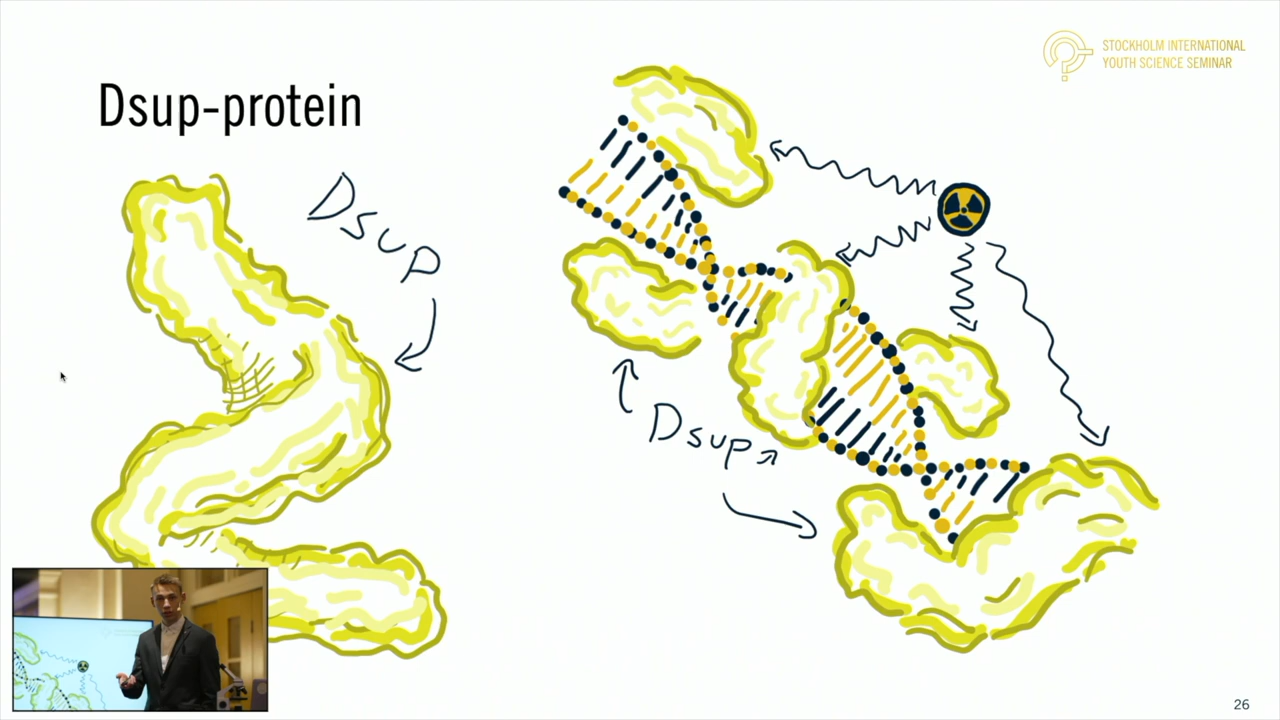 STOCKHOLM INTERNATIONAL
YOUTH SCIENCE SEMINAR
Dsup-protein
Dsup
Dsup
26